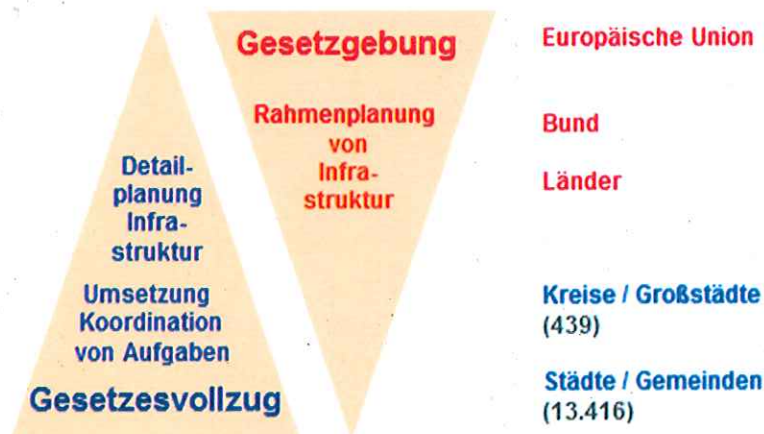 Gesetzgebung
Rahmenplanung
von
Infra-
struktur
Detail-
planung
Infra-
struktur
Umsetzung
Koordination
von Aufgaben
Gesetzesvollzug
Europäische Union
Bund
Länder
Kreise / Großstädte
(439)
Städte / Gemeinden
(13.416)